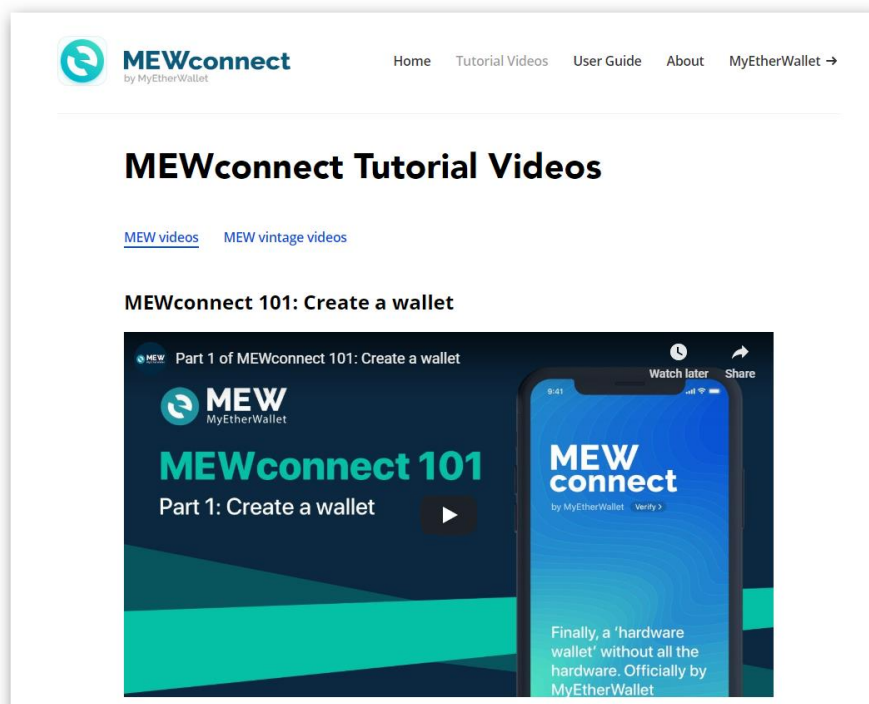 MEWconnect
by MyEtherWallet
Home Tutorial Videos User Guide About MyEtherWallet →
MEWconnect Tutorial Videos
MEW videos MEW vintage videos
MEWconnect 101: Create a wallet
MEW Part 1 of MEWconnect 101: Create a wallet
Watch later Share
MEW
MyEtherWallet
MEWconnect 101
Part 1: Create a wallet
9:41
MEW
connect
by MyEtherWallet Verify >
Finally, a ‘hardware
wallet’ without all the
hardware. Officially by
MyEtherWallet